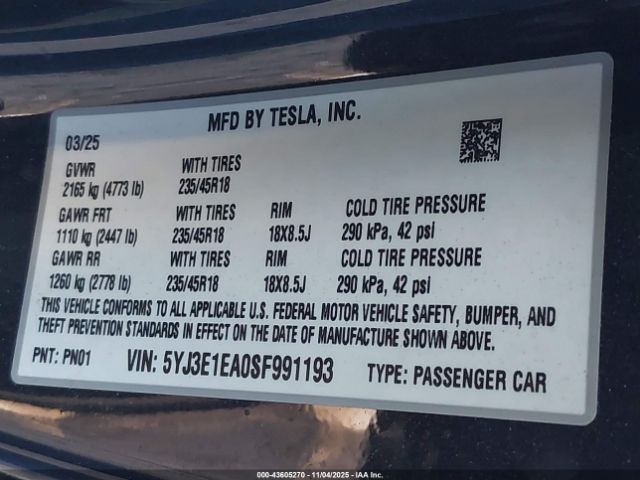 MFD BY TESLA, INC.
03/25
GVWR WITH TIRES
2165 kg (4773 lb) 235/45R18
GAWR FRT WITH TIRES RIM COLD TIRE PRESSURE
1110 kg (2447 lb) 235/45R18 18X8.5J 290 kPa, 42 psi
GAWR RR WITH TIRES RIM COLD TIRE PRESSURE
1260 kg (2778 lb) 235/45R18 18X8.5J 290 kPa, 42 psi
THIS VEHICLE CONFORMS TO ALL APPLICABLE U.S. FEDERAL MOTOR VEHICLE SAFETY, BUMPER, AND
THEFT PREVENTION STANDARDS IN EFFECT ON THE DATE OF MANUFACTURE SHOWN ABOVE.
PNT: PN01 VIN: 5YJ3E1EA0SF991193 TYPE: PASSENGER CAR
000-43605270 - 11/04/2025 - IAA Inc.